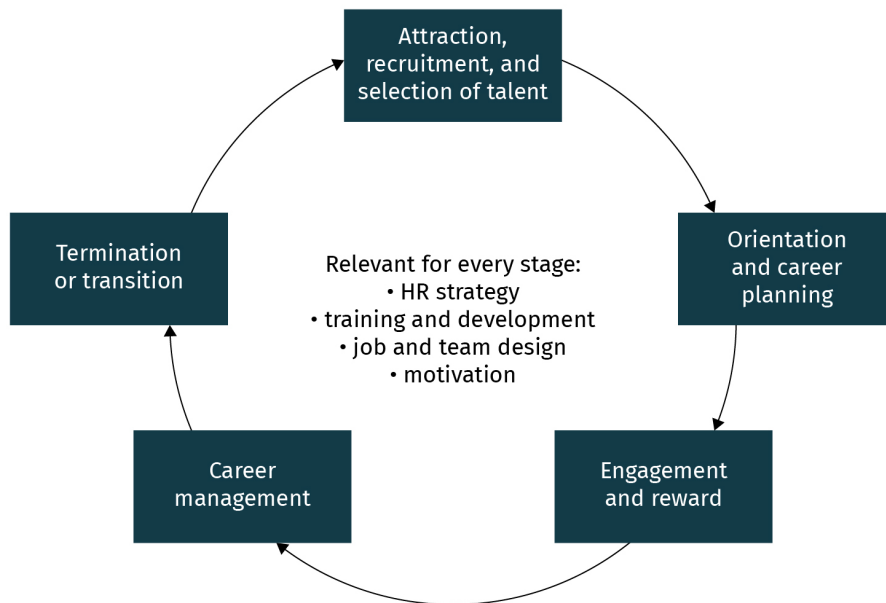 Attraction,
recruitment, and
selection of talent
Orientation
and career
planning
Engagement
and reward
Career
management
Termination
or transition
Relevant for every stage:
• HR strategy
• training and development
• job and team design
• motivation